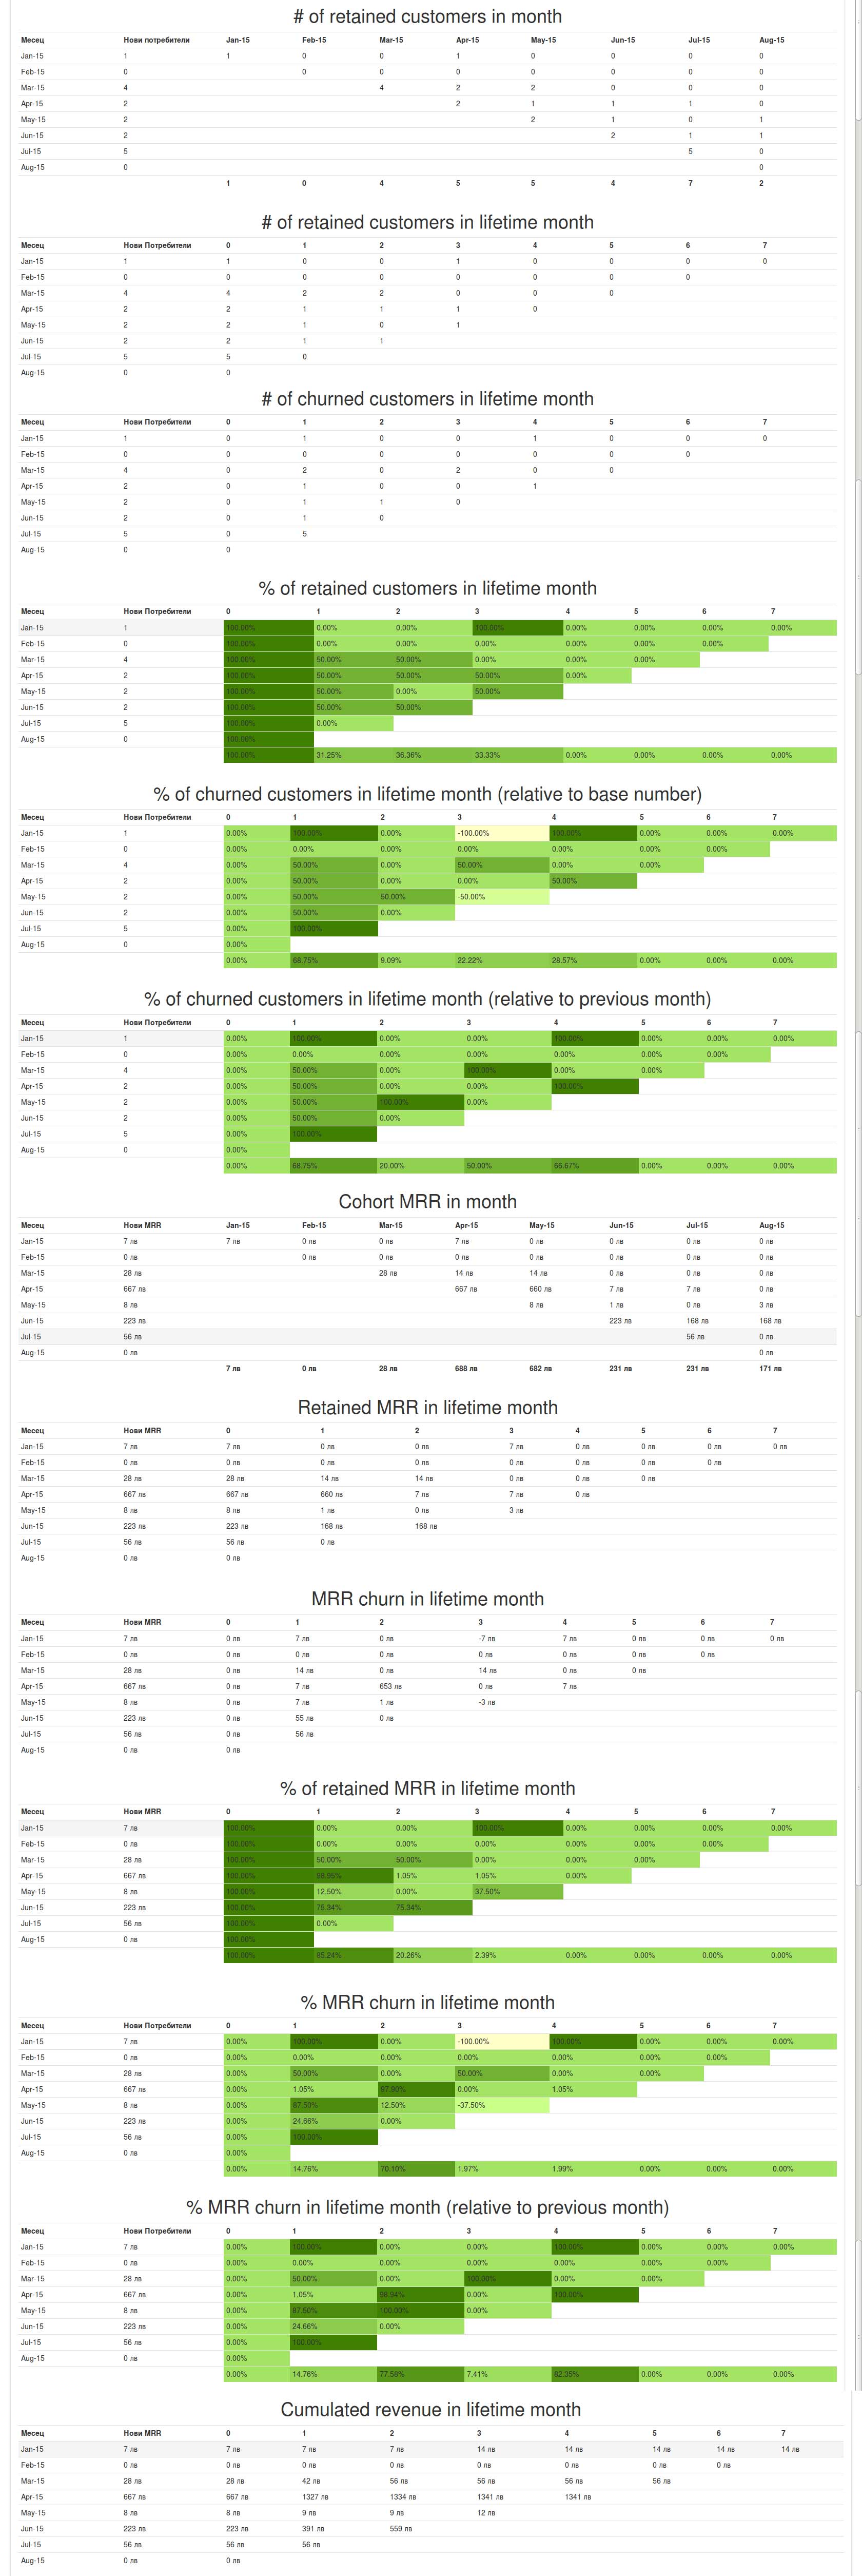 # of retained customers in month
Месец Нови потребители Jan-15 Feb-15 Mar-15 Apr-15 May-15 Jun-15 Jul-15 Aug-15
Jan-15 1 1 0 0 1 0 0 0 0
Feb-15 0 0 0 0 0 0 0 0
Mar-15 4 4 2 2 0 0 0
Apr-15 2 2 1 1 1 0
May-15 2 2 1 0 1
Jun-15 2 2 1 1
Jul-15 5 5 0
Aug-15 0 0
1 0 4 5 5 4 7 2
# of retained customers in lifetime month
Месец Нови Потребители 0 1 2 3 4 5 6 7
Jan-15 1 1 0 0 1 0 0 0 0
Feb-15 0 0 0 0 0 0 0 0
Mar-15 4 4 2 2 0 0 0
Apr-15 2 2 1 1 1 0
May-15 2 2 1 0 1
Jun-15 2 2 1 1
Jul-15 5 5 0
Aug-15 0 0
# of churned customers in lifetime month
Месец Нови Потребители 0 1 2 3 4 5 6 7
Jan-15 1 0 1 0 0 1 0 0 0
Feb-15 0 0 0 0 0 0 0 0
Mar-15 4 0 2 0 2 0 0
Apr-15 2 0 1 0 0 1
May-15 2 0 1 1 0
Jun-15 2 0 1 0
Jul-15 5 0 5
Aug-15 0 0
% of retained customers in lifetime month
Месец Нови Потребители 0 1 2 3 4 5 6 7
Jan-15 1 100.00% 0.00% 0.00% 100.00% 0.00% 0.00% 0.00% 0.00%
Feb-15 0 100.00% 0.00% 0.00% 0.00% 0.00% 0.00% 0.00%
Mar-15 4 100.00% 50.00% 50.00% 0.00% 0.00% 0.00%
Apr-15 2 100.00% 50.00% 50.00% 50.00% 0.00%
May-15 2 100.00% 50.00% 0.00% 50.00%
Jun-15 2 100.00% 50.00% 50.00%
Jul-15 5 100.00% 0.00%
Aug-15 0 100.00%
100.00% 31.25% 36.36% 33.33% 0.00% 0.00% 0.00% 0.00%
% of churned customers in lifetime month (relative to base number)
Месец Нови Потребители 0 1 2 3 4 5 6 7
Jan-15 1 0.00% 100.00% 0.00% -100.00% 100.00% 0.00% 0.00% 0.00%
Feb-15 0 0.00% 0.00% 0.00% 0.00% 0.00% 0.00% 0.00%
Mar-15 4 0.00% 50.00% 0.00% 50.00% 0.00% 0.00%
Apr-15 2 0.00% 50.00% 0.00% 0.00% 50.00%
May-15 2 0.00% 50.00% 50.00% -50.00%
Jun-15 2 0.00% 50.00% 0.00%
Jul-15 5 0.00% 100.00%
Aug-15 0 0.00%
0.00% 68.75% 9.09% 22.22% 28.57% 0.00% 0.00% 0.00%
% of churned customers in lifetime month (relative to previous month)
Месец Нови Потребители 0 1 2 3 4 5 6 7
Jan-15 1 0.00% 100.00% 0.00% 0.00% 100.00% 0.00% 0.00% 0.00%
Feb-15 0 0.00% 0.00% 0.00% 0.00% 0.00% 0.00% 0.00%
Mar-15 4 0.00% 50.00% 0.00% 100.00% 0.00% 0.00%
Apr-15 2 0.00% 50.00% 0.00% 0.00% 100.00%
May-15 2 0.00% 50.00% 100.00% 0.00%
Jun-15 2 0.00% 50.00% 0.00%
Jul-15 5 0.00% 100.00%
Aug-15 0 0.00%
0.00% 68.75% 20.00% 50.00% 66.67% 0.00% 0.00% 0.00%
Cohort MRR in month
Месец Нови MRR Jan-15 Feb-15 Mar-15 Apr-15 May-15 Jun-15 Jul-15 Aug-15
Jan-15 7 лв 7 лв 0 лв 0 лв 7 лв 0 лв 0 лв 0 лв 0 лв
Feb-15 0 лв 0 лв 0 лв 0 лв 0 лв 0 лв 0 лв 0 лв
Mar-15 28 лв 28 лв 14 лв 14 лв 0 лв 0 лв 0 лв
Apr-15 667 лв 667 лв 660 лв 7 лв 7 лв 0 лв
May-15 8 лв 8 лв 1 лв 0 лв 3 лв
Jun-15 223 лв 223 лв 168 лв 168 лв
Jul-15 56 лв 56 лв 0 лв
Aug-15 0 лв 0 лв
7 лв 0 лв 28 лв 688 лв 682 лв 231 лв 231 лв 171 лв
Retained MRR in lifetime month
Месец Нови MRR 0 1 2 3 4 5 6 7
Jan-15 7 лв 7 лв 0 лв 0 лв 7 лв 0 лв 0 лв 0 лв 0 лв
Feb-15 0 лв 0 лв 0 лв 0 лв 0 лв 0 лв 0 лв 0 лв
Mar-15 28 лв 28 лв 14 лв 14 лв 0 лв 0 лв 0 лв
Apr-15 667 лв 667 лв 660 лв 7 лв 7 лв 0 лв
May-15 8 лв 8 лв 1 лв 0 лв 3 лв
Jun-15 223 лв 223 лв 168 лв 168 лв
Jul-15 56 лв 56 лв 0 лв
Aug-15 0 лв 0 лв
MRR churn in lifetime month
Месец Нови MRR 0 1 2 3 4 5 6 7
Jan-15 7 лв 0 лв 7 лв 0 лв -7 лв 7 лв 0 лв 0 лв 0 лв
Feb-15 0 лв 0 лв 0 лв 0 лв 0 лв 0 лв 0 лв 0 лв
Mar-15 28 лв 0 лв 14 лв 0 лв 14 лв 0 лв 0 лв
Apr-15 667 лв 0 лв 7 лв 653 лв 0 лв 7 лв
May-15 8 лв 0 лв 7 лв 1 лв -3 лв
Jun-15 223 лв 0 лв 55 лв 0 лв
Jul-15 56 лв 0 лв 56 лв
Aug-15 0 лв 0 лв
% of retained MRR in lifetime month
Месец Нови MRR 0 1 2 3 4 5 6 7
Jan-15 7 лв 100.00% 0.00% 0.00% 100.00% 0.00% 0.00% 0.00% 0.00%
Feb-15 0 лв 100.00% 0.00% 0.00% 0.00% 0.00% 0.00% 0.00%
Mar-15 28 лв 100.00% 50.00% 50.00% 0.00% 0.00% 0.00%
Apr-15 667 лв 100.00% 98.95% 1.05% 1.05% 0.00%
May-15 8 лв 100.00% 12.50% 0.00% 37.50%
Jun-15 223 лв 100.00% 75.34% 75.34%
Jul-15 56 лв 100.00% 0.00%
Aug-15 0 лв 100.00%
100.00% 85.24% 20.26% 2.39% 0.00% 0.00% 0.00% 0.00%
% MRR churn in lifetime month
Месец Нови Потребители 0 1 2 3 4 5 6 7
Jan-15 7 лв 0.00% 100.00% 0.00% -100.00% 100.00% 0.00% 0.00% 0.00%
Feb-15 0 лв 0.00% 0.00% 0.00% 0.00% 0.00% 0.00% 0.00%
Mar-15 28 лв 0.00% 50.00% 0.00% 50.00% 0.00% 0.00%
Apr-15 667 лв 0.00% 1.05% 97.90% 0.00% 1.05%
May-15 8 лв 0.00% 87.50% 12.50% -37.50%
Jun-15 223 лв 0.00% 24.66% 0.00%
Jul-15 56 лв 0.00% 100.00%
Aug-15 0 лв 0.00%
0.00% 14.76% 70.10% 1.97% 1.99% 0.00% 0.00% 0.00%
% MRR churn in lifetime month (relative to previous month)
Месец Нови Потребители 0 1 2 3 4 5 6 7
Jan-15 7 лв 0.00% 100.00% 0.00% 0.00% 100.00% 0.00% 0.00% 0.00%
Feb-15 0 лв 0.00% 0.00% 0.00% 0.00% 0.00% 0.00% 0.00%
Mar-15 28 лв 0.00% 50.00% 0.00% 100.00% 0.00% 0.00%
Apr-15 667 лв 0.00% 1.05% 98.94% 0.00% 100.00%
May-15 8 лв 0.00% 87.50% 100.00% 0.00%
Jun-15 223 лв 0.00% 24.66% 0.00%
Jul-15 56 лв 0.00% 100.00%
Aug-15 0 лв 0.00%
0.00% 14.76% 77.58% 7.41% 82.35% 0.00% 0.00% 0.00%
Cumulated revenue in lifetime month
Месец Нови MRR 0 1 2 3 4 5 6 7
Jan-15 7 лв 7 лв 7 лв 7 лв 14 лв 14 лв 14 лв 14 лв 14 лв
Feb-15 0 лв 0 лв 0 лв 0 лв 0 лв 0 лв 0 лв 0 лв
Mar-15 28 лв 28 лв 42 лв 56 лв 56 лв 56 лв 56 лв
Apr-15 667 лв 667 лв 1327 лв 1334 лв 1341 лв 1341 лв
May-15 8 лв 8 лв 9 лв 9 лв 12 лв
Jun-15 223 лв 223 лв 391 лв 559 лв
Jul-15 56 лв 56 лв 56 лв
Aug-15 0 лв 0 лв